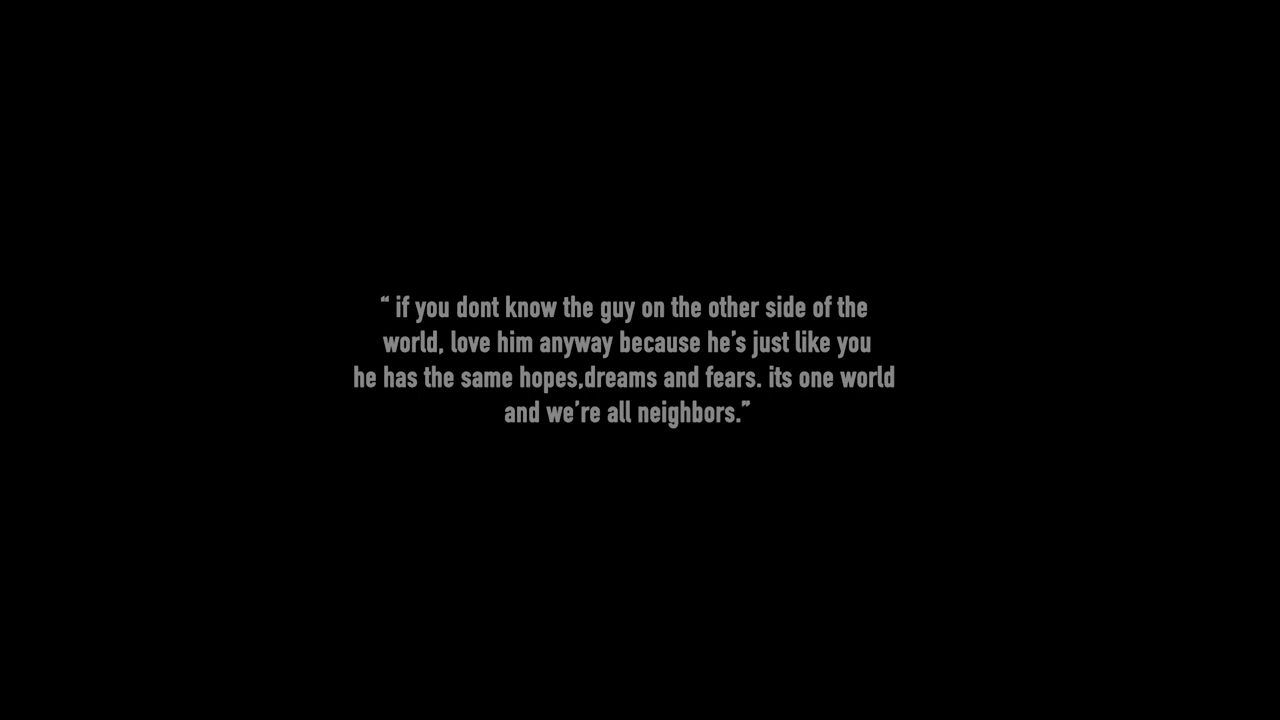 “ if you dont know the guy on the other side of the
world, love him anyway because he’s just like you
he has the same hopes,dreams and fears. its one world
and we’re all neighbors.”